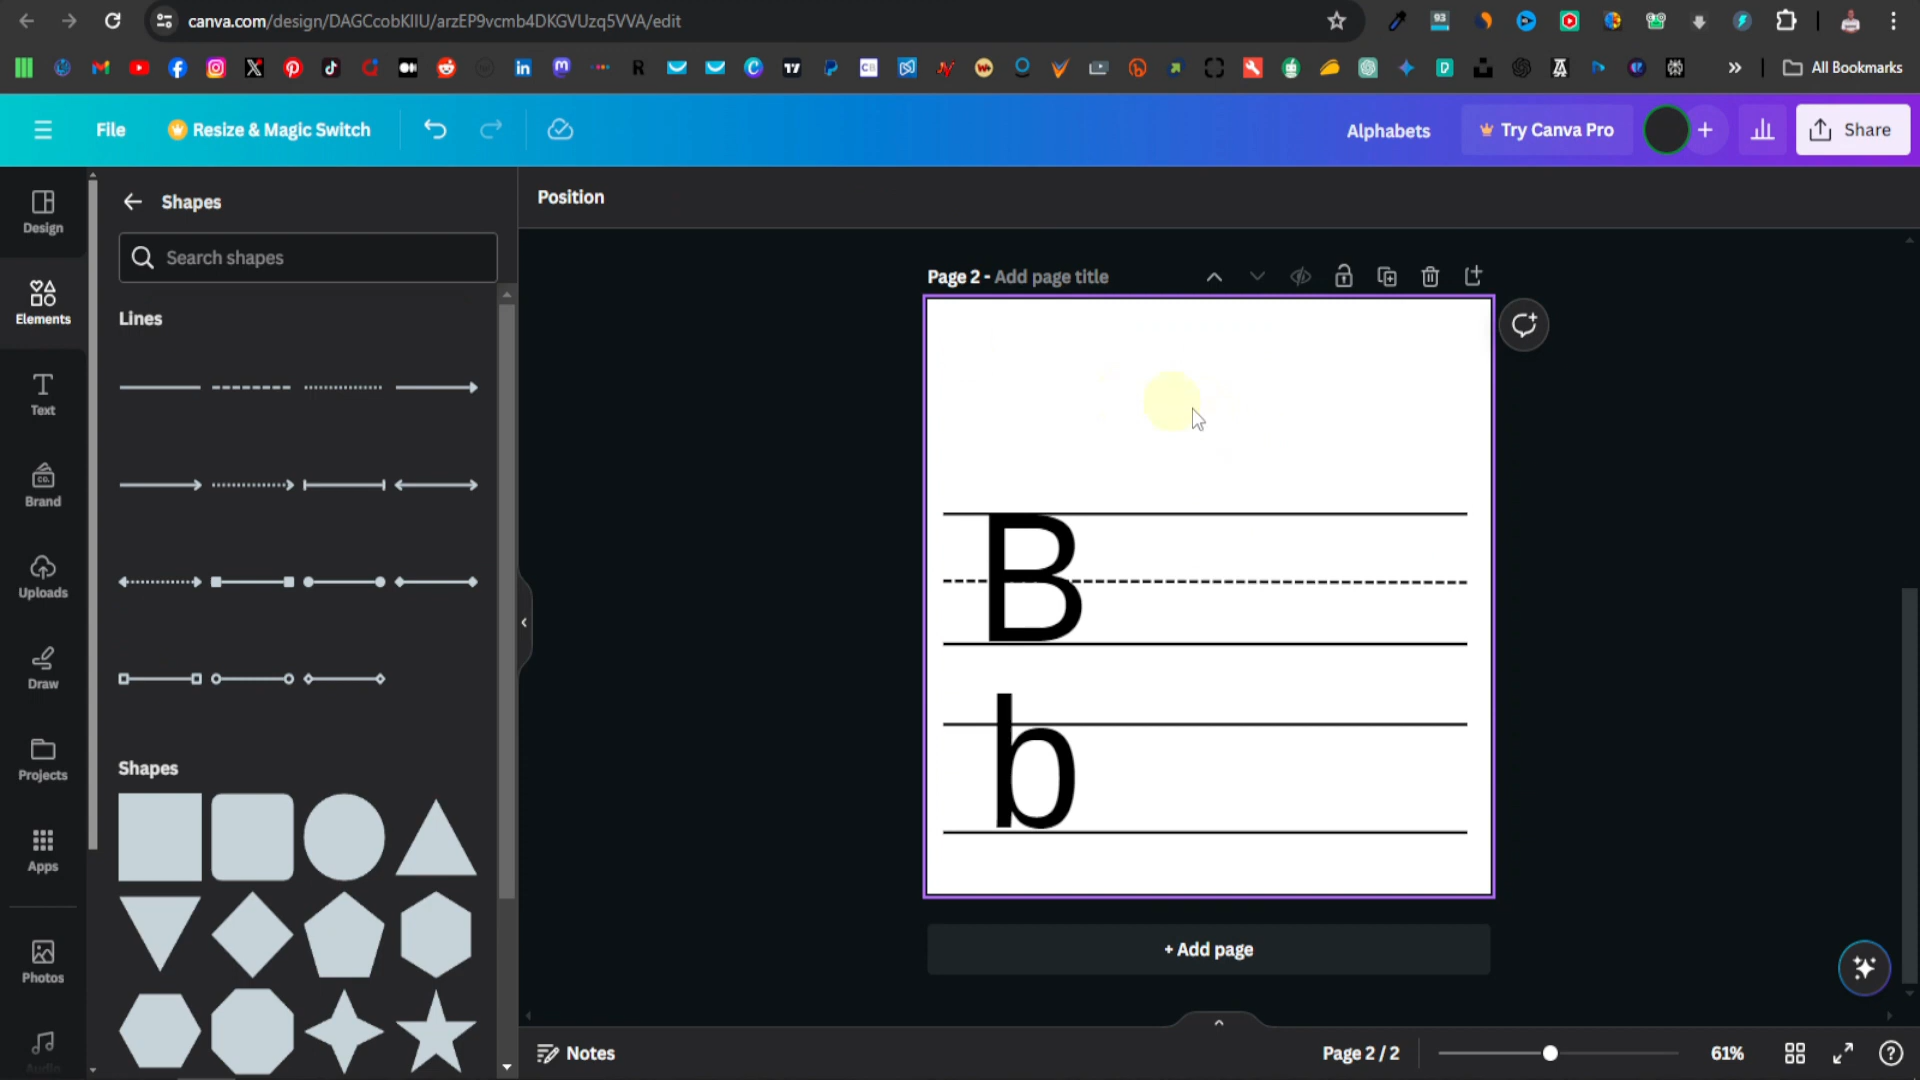 canva.com/design/DAGCcobKIIU/arzEP9vcmb4DKGVUzq5VVA/edit
93
All Bookmarks
File
Resize & Magic Switch
Alphabets
Try Canva Pro
Share
Design
Elements
Text
Brand
Uploads
Draw
Projects
Apps
Photos
Audio
Shapes
Search shapes
Lines
Shapes
Position
Page 2 - Add page title
B
b
+ Add page
Notes
Page 2 / 2
61%